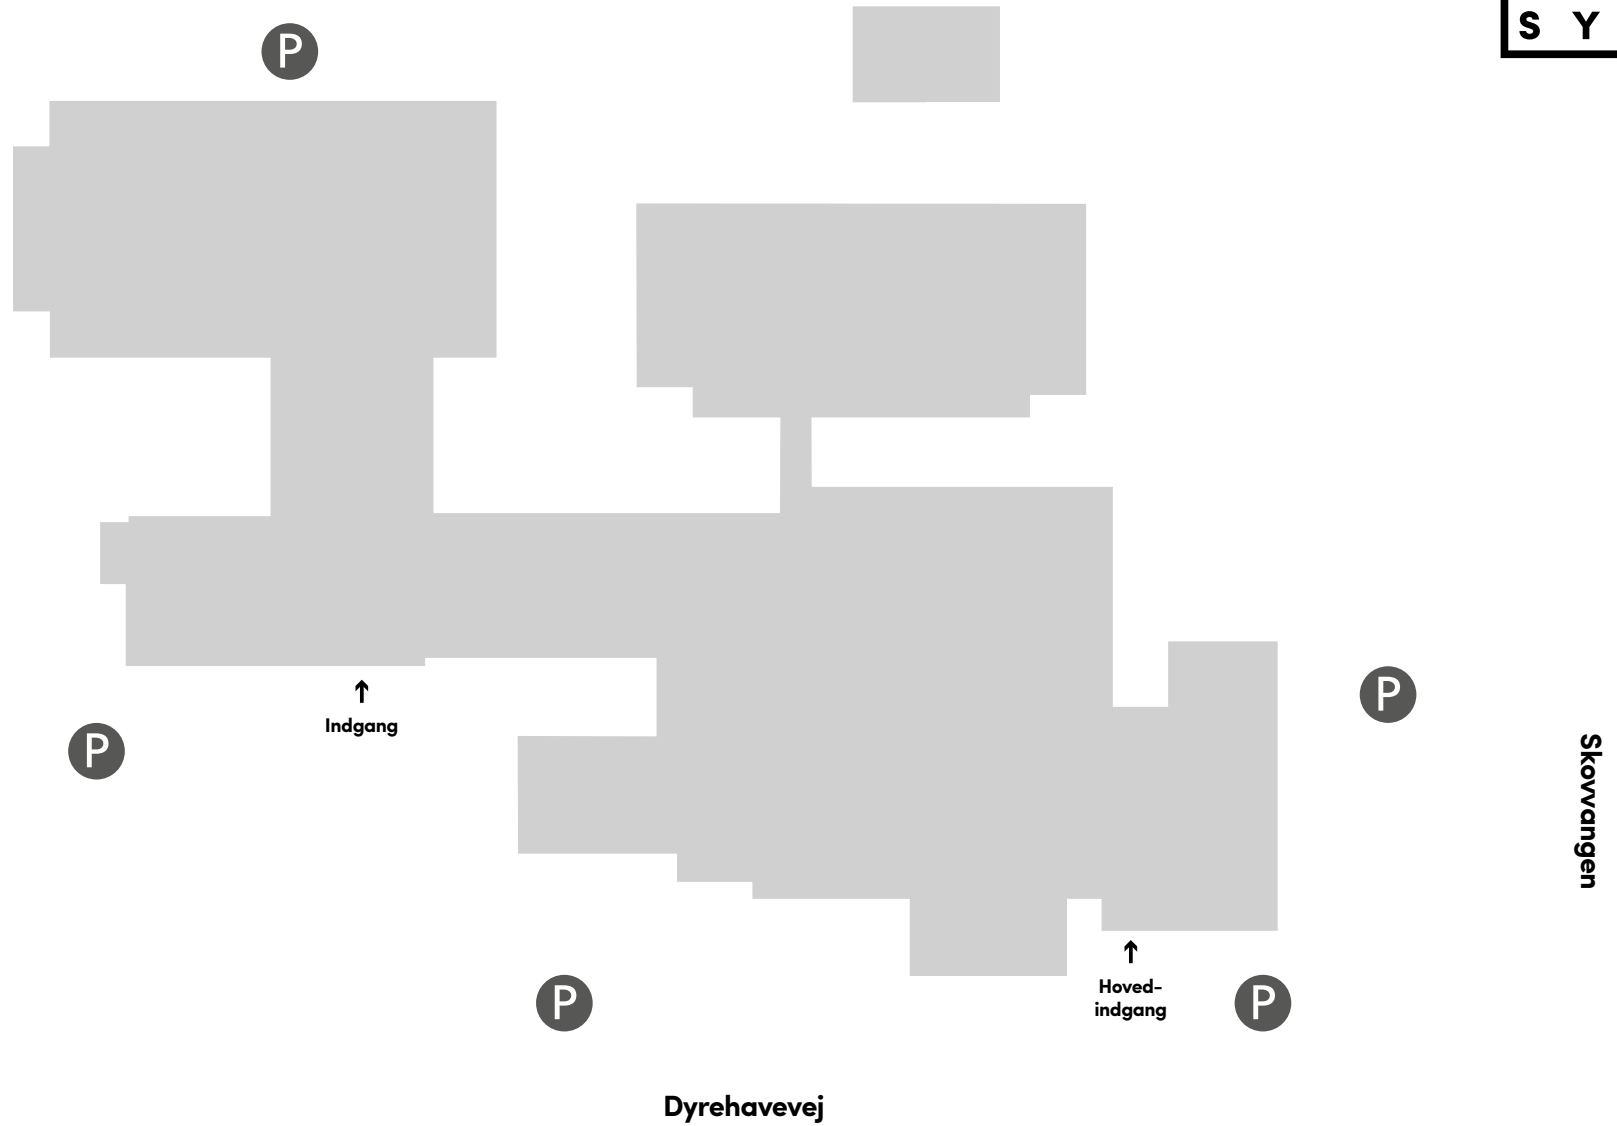 S Y
P
P
Indgang
P
Skovvangen
P
Hoved-
indgang
P
P
Dyrehavevej